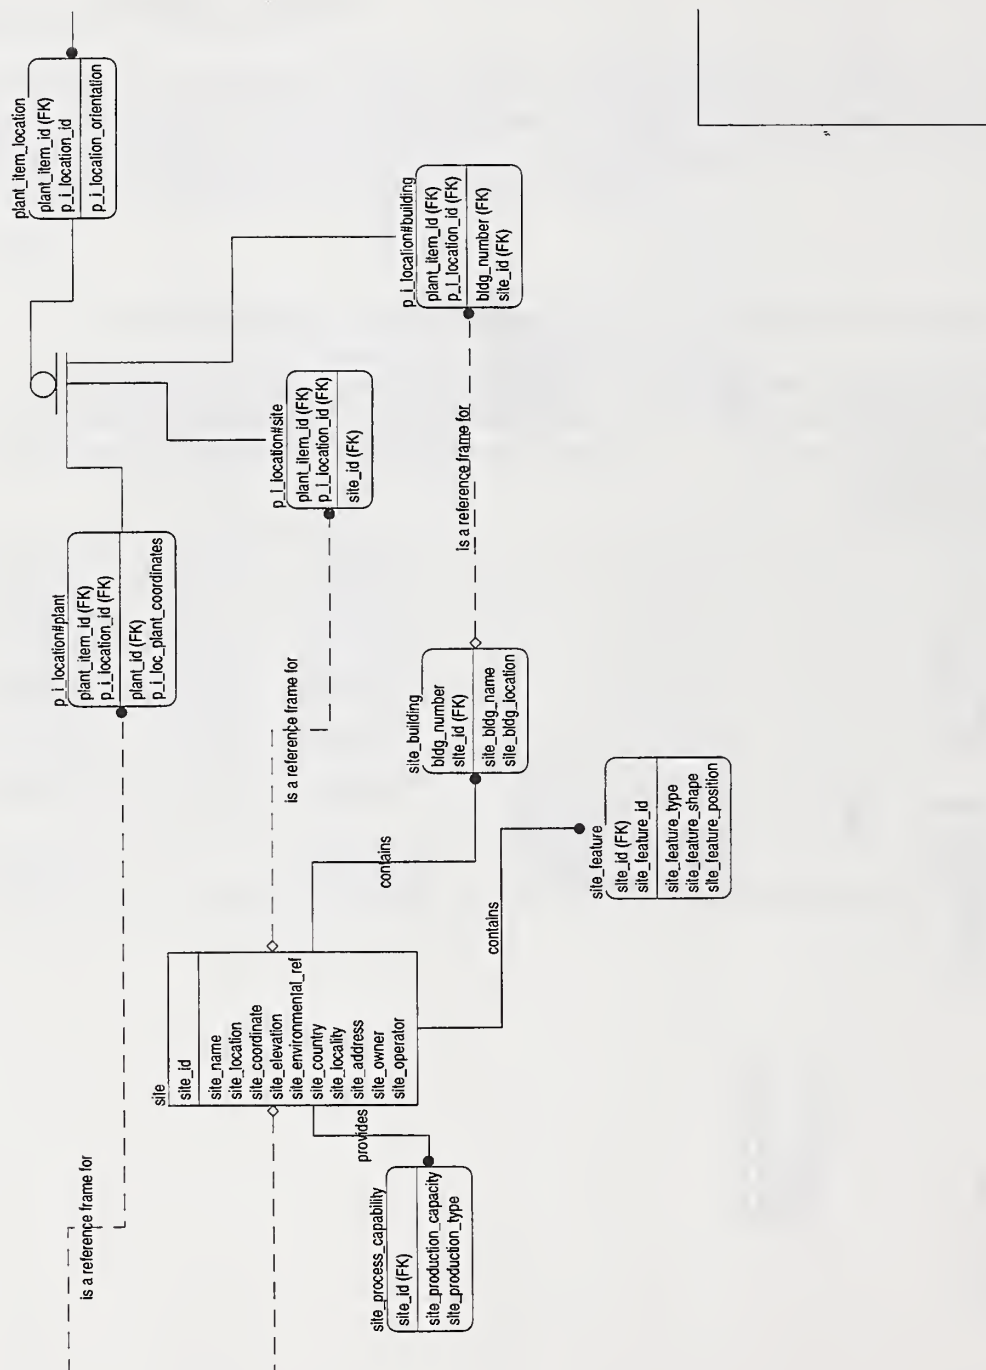 plant_item_location
plant_item_id (FK)
p_i_location_id
p_i_location_orientation
p_i_location#building
plant_item_id (FK)
p_i_location_id (FK)
bldg_number (FK)
site_id (FK)
p_i_location#site
plant_item_id (FK)
p_i_location_id (FK)
site_id (FK)
p_i_location#plant
plant_item_id (FK)
p_i_location_id (FK)
plant_id (FK)
p_i_loc_plant_coordinates
is a reference frame for
is a reference frame for
is a reference frame for
site_building
bldg_number
site_id (FK)
site_bldg_name
site_bldg_location
contains
contains
site_feature
site_id (FK)
site_feature_id
site_feature_type
site_feature_shape
site_feature_position
site
site_id
site_name
site_location
site_coordinate
site_elevation
site_environmental_ref
site_country
site_locality
site_address
site_owner
site_operator
provides
site_process_capability
site_id (FK)
site_production_capacity
site_production_type